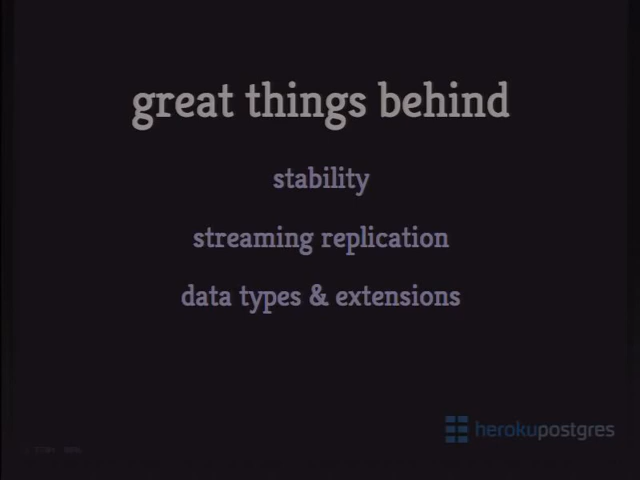 great things behind
stability
streaming replication
data types & extensions
herokupostgres